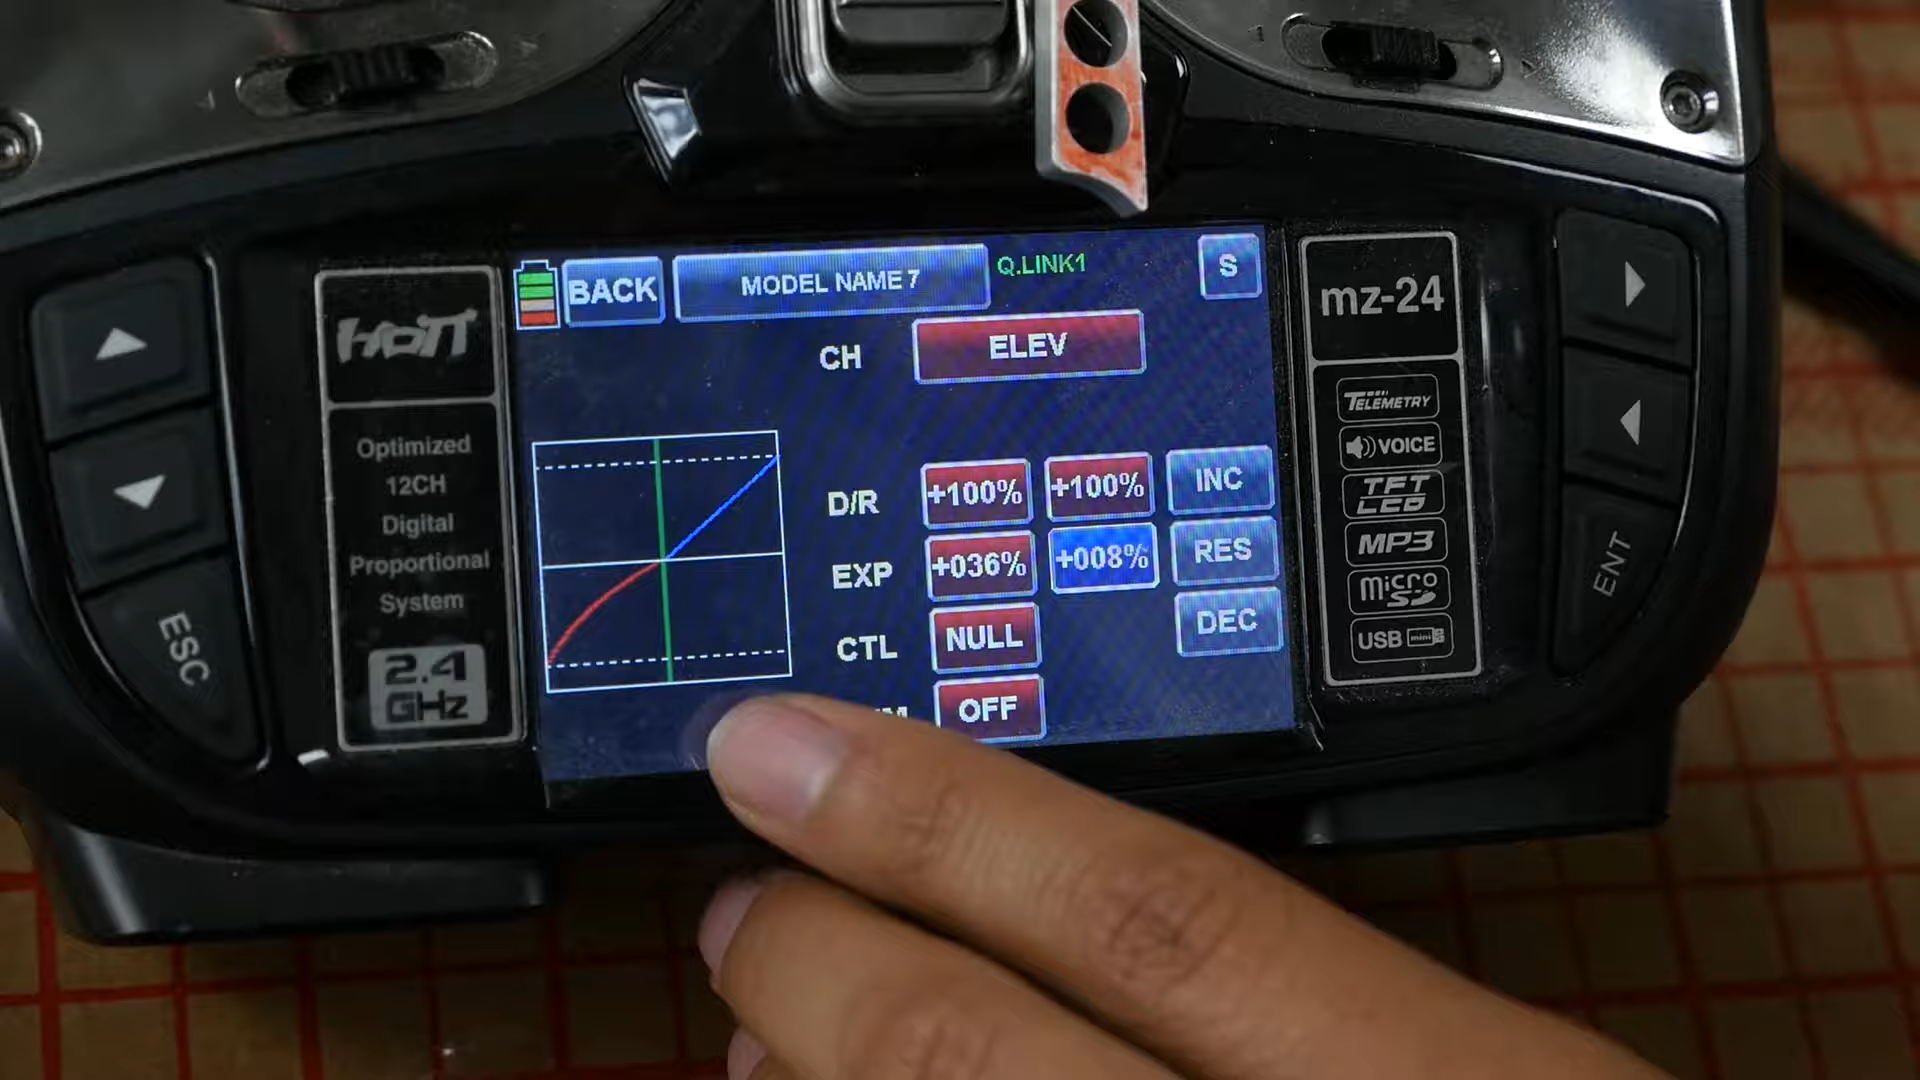 BACK
MODEL NAME 7
Q.LINK1
S
CH
ELEV
D/R
+100%
+100%
INC
EXP
+036%
+008%
RES
CTL
NULL
DEC
OFF
HoTT
Optimized
12CH
Digital
Proportional
System
2.4
GHz
ESC
mz-24
TELEMETRY
VOICE
TFT
LCD
MP3
micro
SD
USB mini
ENT